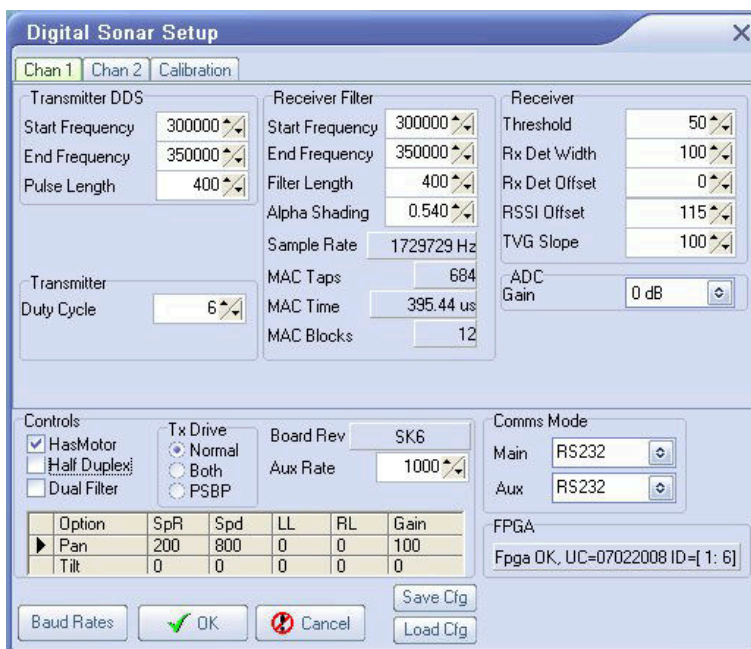 Digital Sonar Setup
Chan 1 Chan 2 Calibration
Transmitter DDS
Start Frequency 300000
End Frequency 350000
Pulse Length 400
Transmitter
Duty Cycle 6
Receiver Filter
Start Frequency 300000
End Frequency 350000
Filter Length 400
Alpha Shading 0.540
Sample Rate 1729729 Hz
MAC Taps 684
MAC Time 395.44 us
MAC Blocks 12
Receiver
Threshold 50
Rx Det Width 100
Rx Det Offset 0
RSSI Offset 115
TVG Slope 100
ADC
Gain 0 dB
Controls
HasMotor
Half Duplex
Dual Filter
Tx Drive
Normal
Both
PSBP
Board Rev SK6
Aux Rate 1000
Comms Mode
Main RS232
Aux RS232
Option SpR Spd LL RL Gain
Pan 200 800 0 0 100
Tilt 0 0 0 0 0
FPGA
Fpga OK, UC=07022008 ID=[ 1: 6]
Baud Rates OK Cancel
Save Cfg
Load Cfg